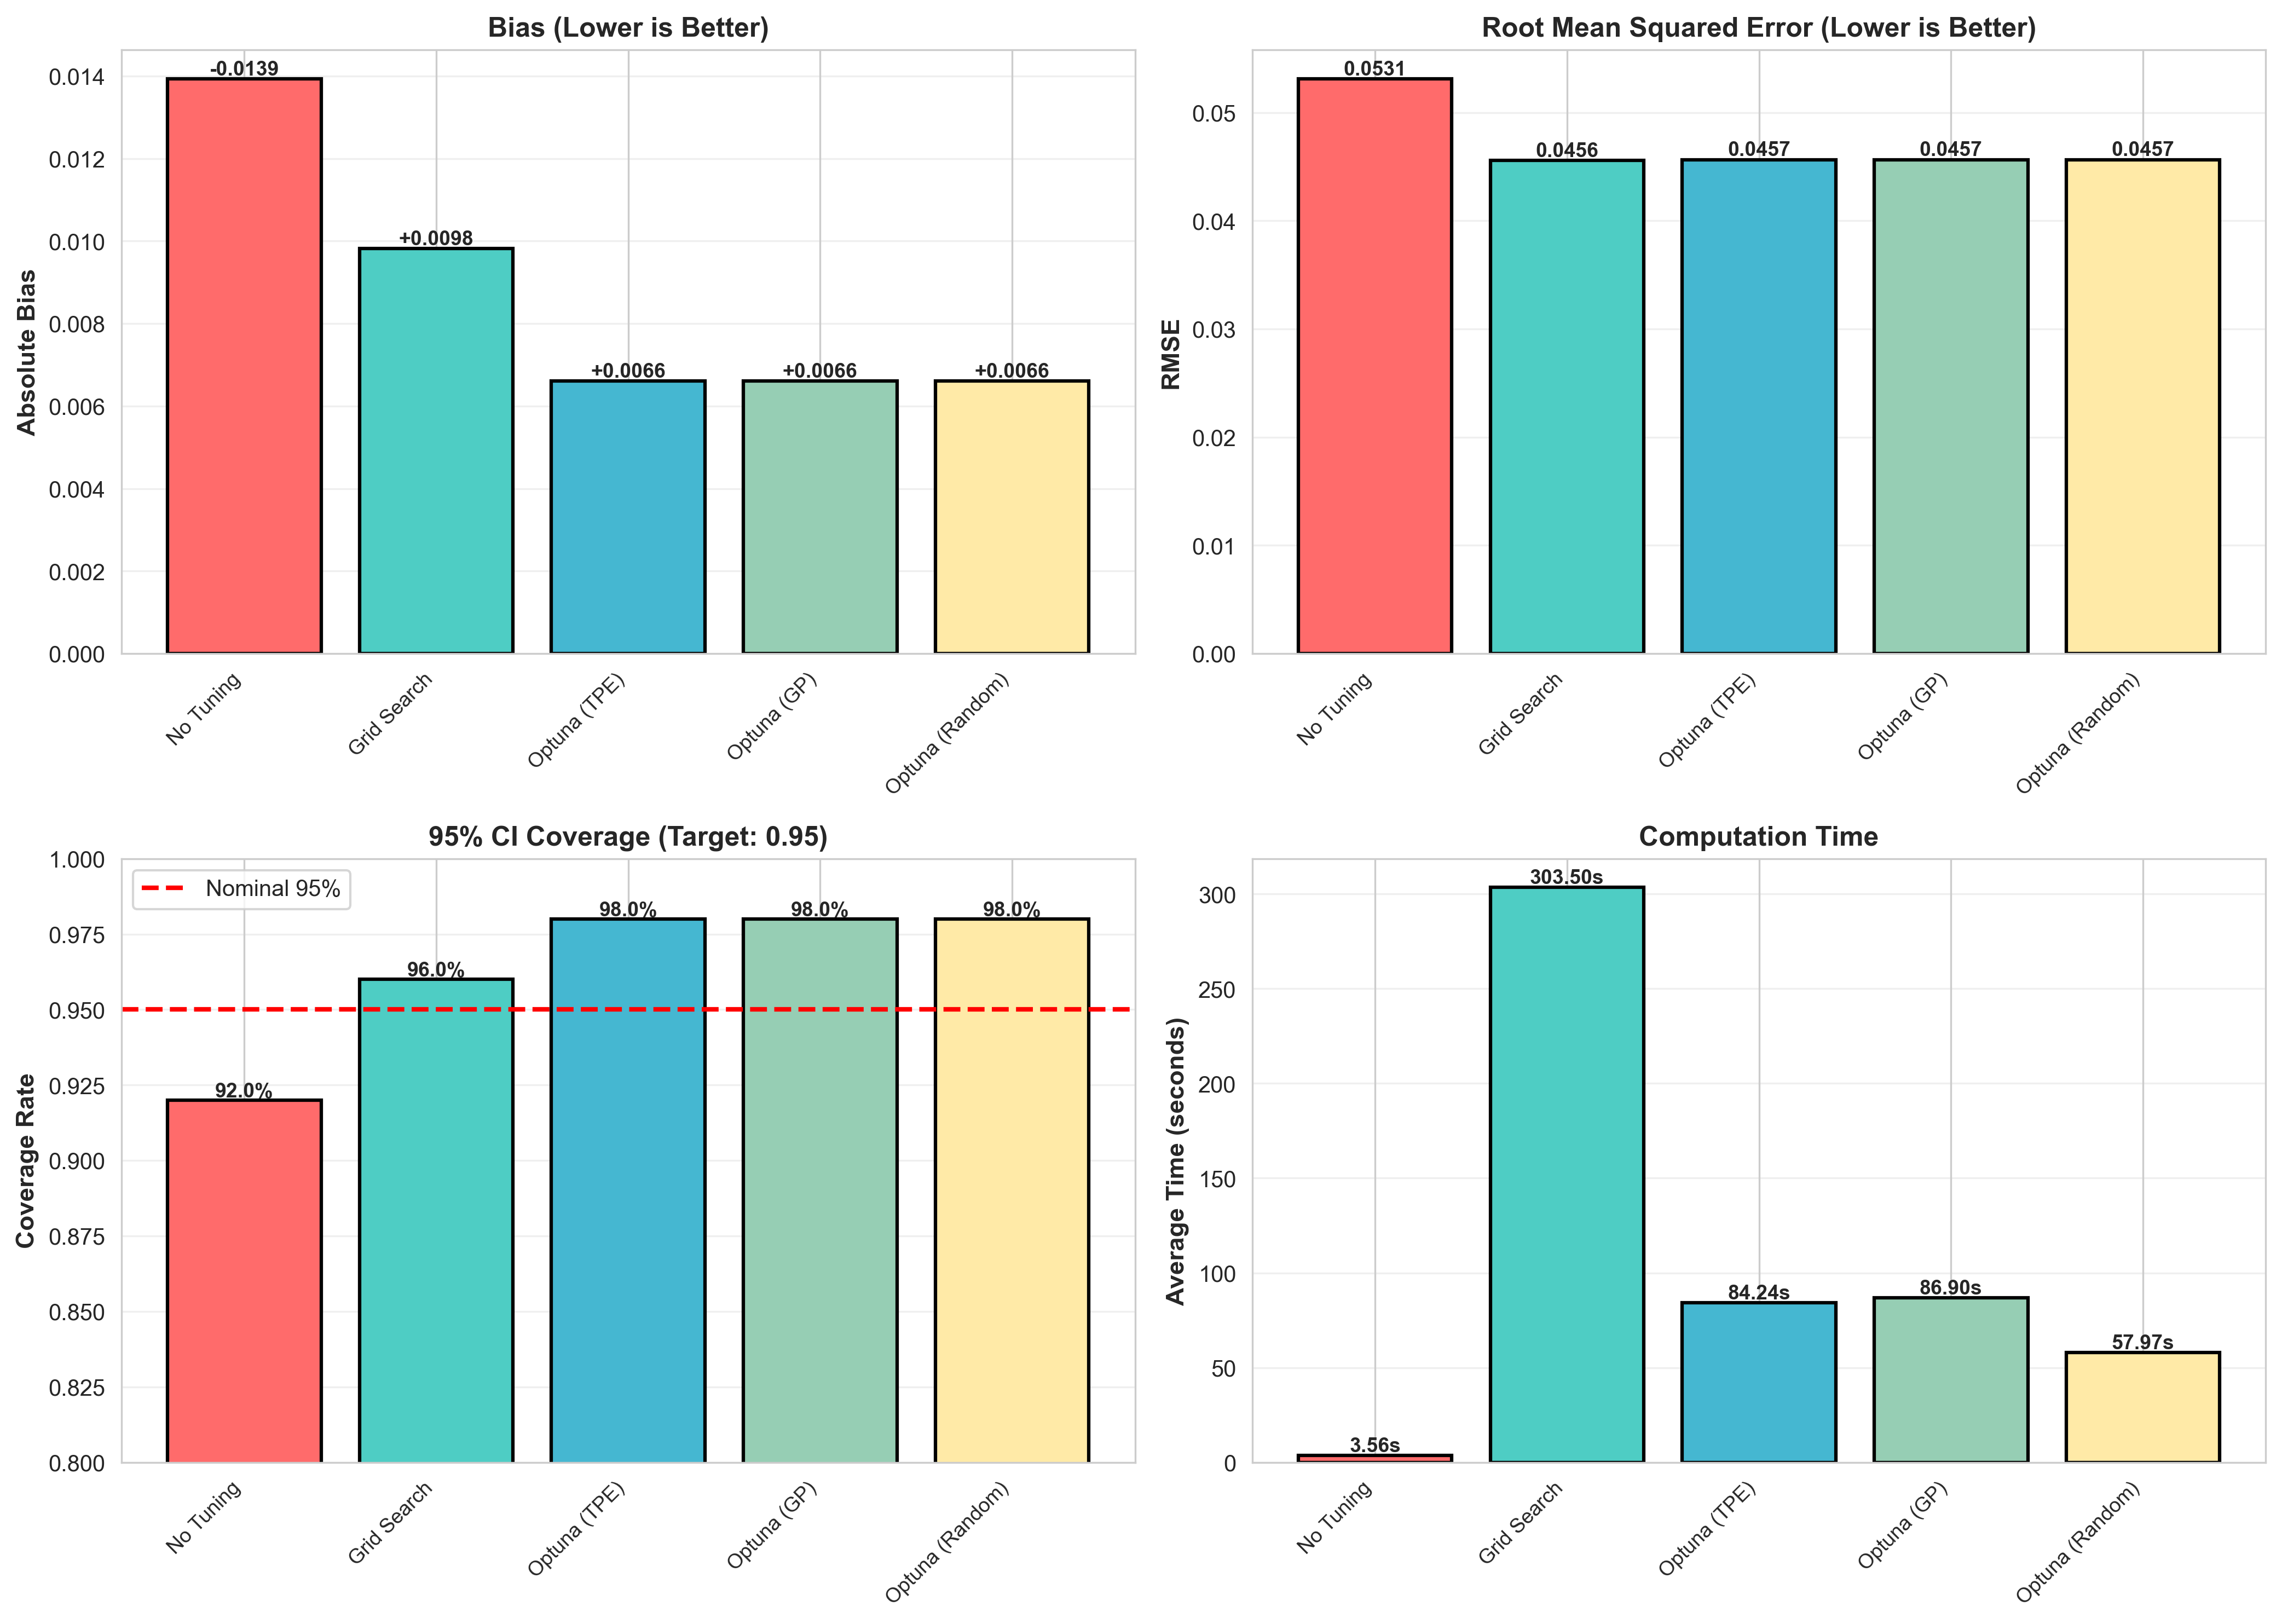 Bias (Lower is Better)
Absolute Bias
0.014
0.012
0.010
0.008
0.006
0.004
0.002
0.000
-0.0139
+0.0098
+0.0066
+0.0066
+0.0066
No Tuning
Grid Search
Optuna (TPE)
Optuna (GP)
Optuna (Random)
Root Mean Squared Error (Lower is Better)
RMSE
0.05
0.04
0.03
0.02
0.01
0.00
0.0531
0.0456
0.0457
0.0457
0.0457
No Tuning
Grid Search
Optuna (TPE)
Optuna (GP)
Optuna (Random)
95% CI Coverage (Target: 0.95)
Coverage Rate
1.000
0.975
0.950
0.925
0.900
0.875
0.850
0.825
0.800
Nominal 95%
92.0%
96.0%
98.0%
98.0%
98.0%
No Tuning
Grid Search
Optuna (TPE)
Optuna (GP)
Optuna (Random)
Computation Time
Average Time (seconds)
300
250
200
150
100
50
0
3.56s
303.50s
84.24s
86.90s
57.97s
No Tuning
Grid Search
Optuna (TPE)
Optuna (GP)
Optuna (Random)